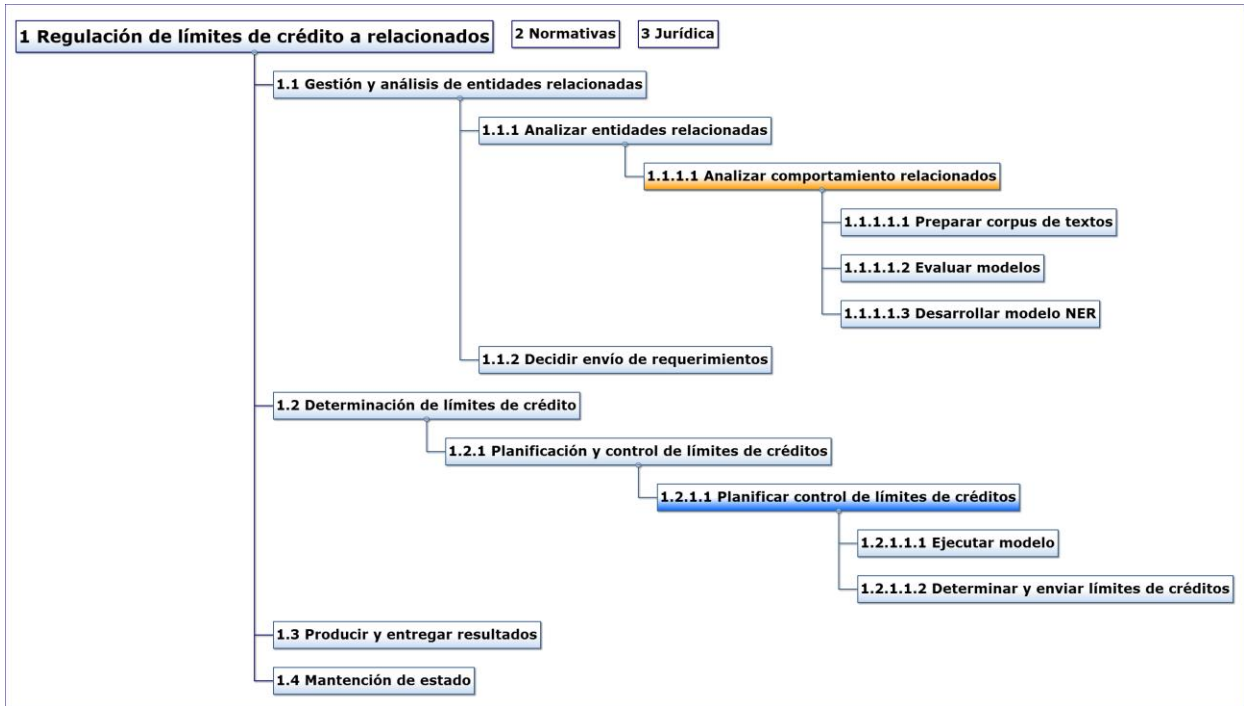 1 Regulación de límites de crédito a relacionados
2 Normativas
3 Jurídica
1.1 Gestión y análisis de entidades relacionadas
1.1.1 Analizar entidades relacionadas
1.1.1.1 Analizar comportamiento relacionados
1.1.1.1.1 Preparar corpus de textos
1.1.1.1.2 Evaluar modelos
1.1.1.1.3 Desarrollar modelo NER
1.1.2 Decidir envío de requerimientos
1.2 Determinación de límites de crédito
1.2.1 Planificación y control de límites de créditos
1.2.1.1 Planificar control de límites de créditos
1.2.1.1.1 Ejecutar modelo
1.2.1.1.2 Determinar y enviar límites de créditos
1.3 Producir y entregar resultados
1.4 Mantención de estado